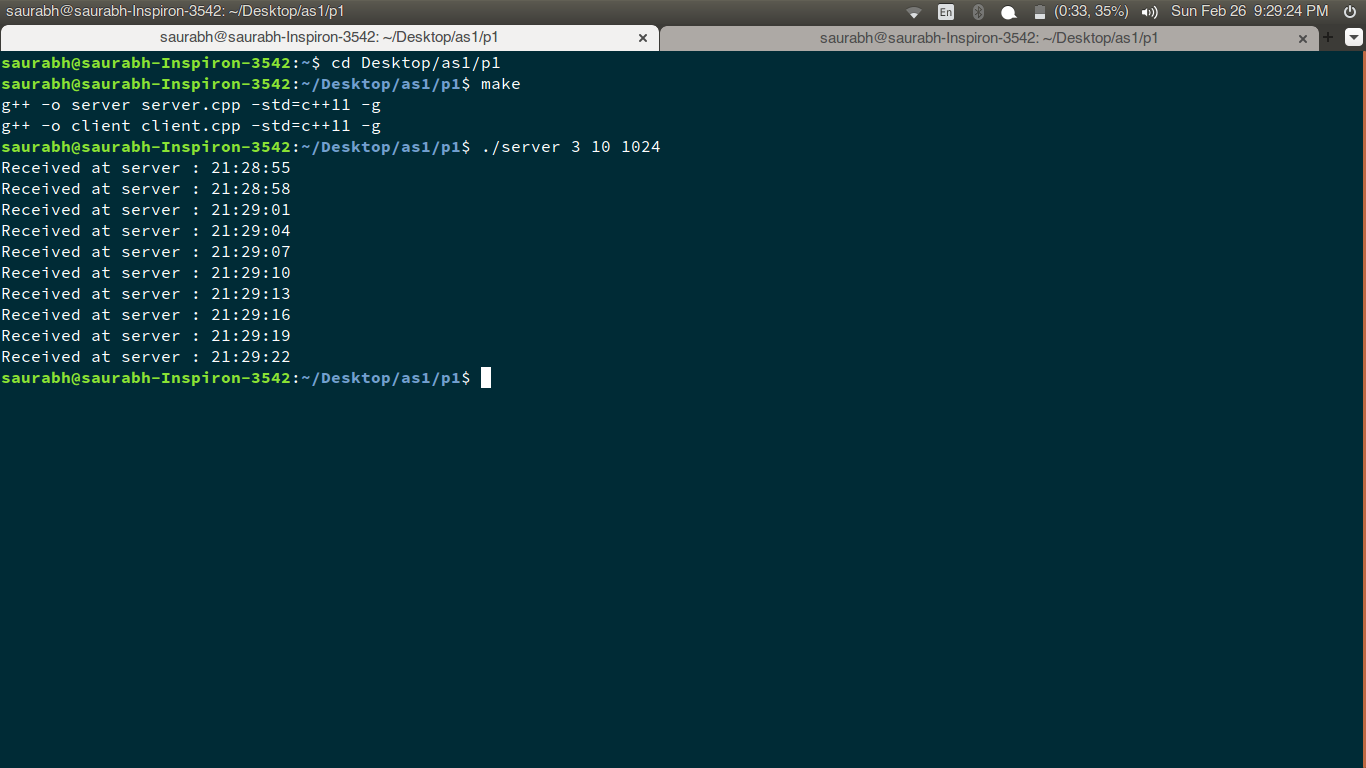 saurabh@saurabh-Inspiron-3542: ~/Desktop/as1/p1
En (0:33, 35%) Sun Feb 26 9:29:24 PM
saurabh@saurabh-Inspiron-3542: ~/Desktop/as1/p1 × saurabh@saurabh-Inspiron-3542: ~/Desktop/as1/p1 × +
saurabh@saurabh-Inspiron-3542:~$ cd Desktop/as1/p1
saurabh@saurabh-Inspiron-3542:~/Desktop/as1/p1$ make
g++ -o server server.cpp -std=c++11 -g
g++ -o client client.cpp -std=c++11 -g
saurabh@saurabh-Inspiron-3542:~/Desktop/as1/p1$ ./server 3 10 1024
Received at server : 21:28:55
Received at server : 21:28:58
Received at server : 21:29:01
Received at server : 21:29:04
Received at server : 21:29:07
Received at server : 21:29:10
Received at server : 21:29:13
Received at server : 21:29:16
Received at server : 21:29:19
Received at server : 21:29:22
saurabh@saurabh-Inspiron-3542:~/Desktop/as1/p1$